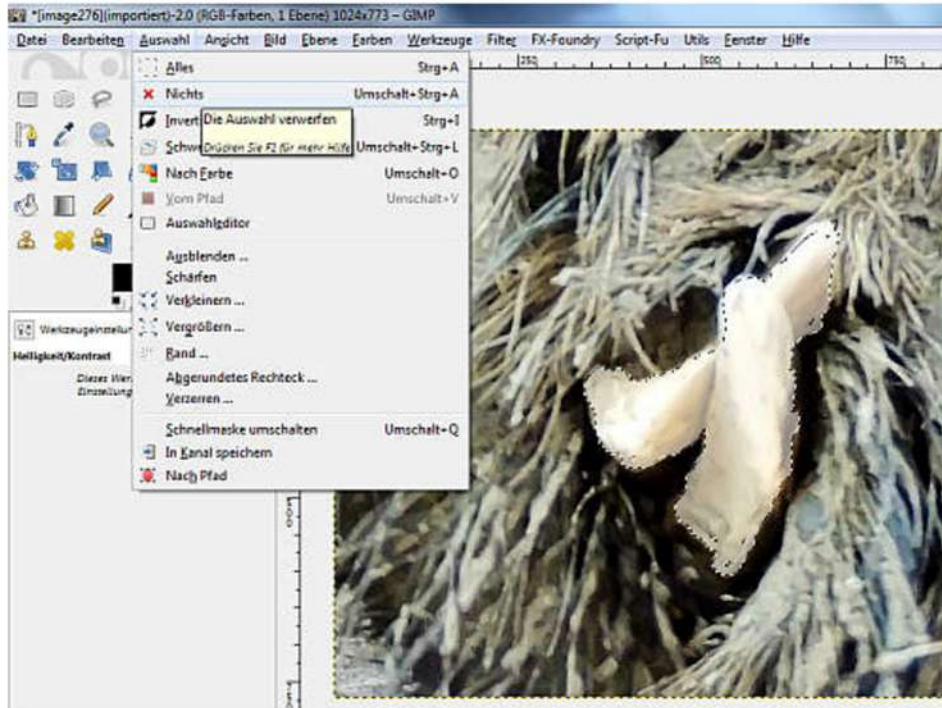 *[image276](importiert)-2.0 (RGB-Farben, 1 Ebene) 1024x773 – GIMP
Datei Bearbeiten Auswahl Ansicht Bild Ebene Farben Werkzeuge Filter FX-Foundry Script-Fu Utils Fenster Hilfe
Alles Strg+A
Nichts Umschalt+Strg+A
Invert Strg+I
Die Auswahl verwerfen
Schw Umschalt+Strg+L
Drücken Sie F1 für mehr Hilfe
Nach Farbe Umschalt+O
Vom Pfad Umschalt+V
Auswahleditor
Ausblenden ...
Schärfen
Verkleinern ...
Vergrößern ...
Rand ...
Abgerundetes Rechteck ...
Verzerren ...
Schnellmaske umschalten Umschalt+Q
In Kanal speichern
Nach Pfad
Werkzeugeinstellun
Helligkeit/Kontrast
Dieses Wer
Einstellung
250 500 750
500